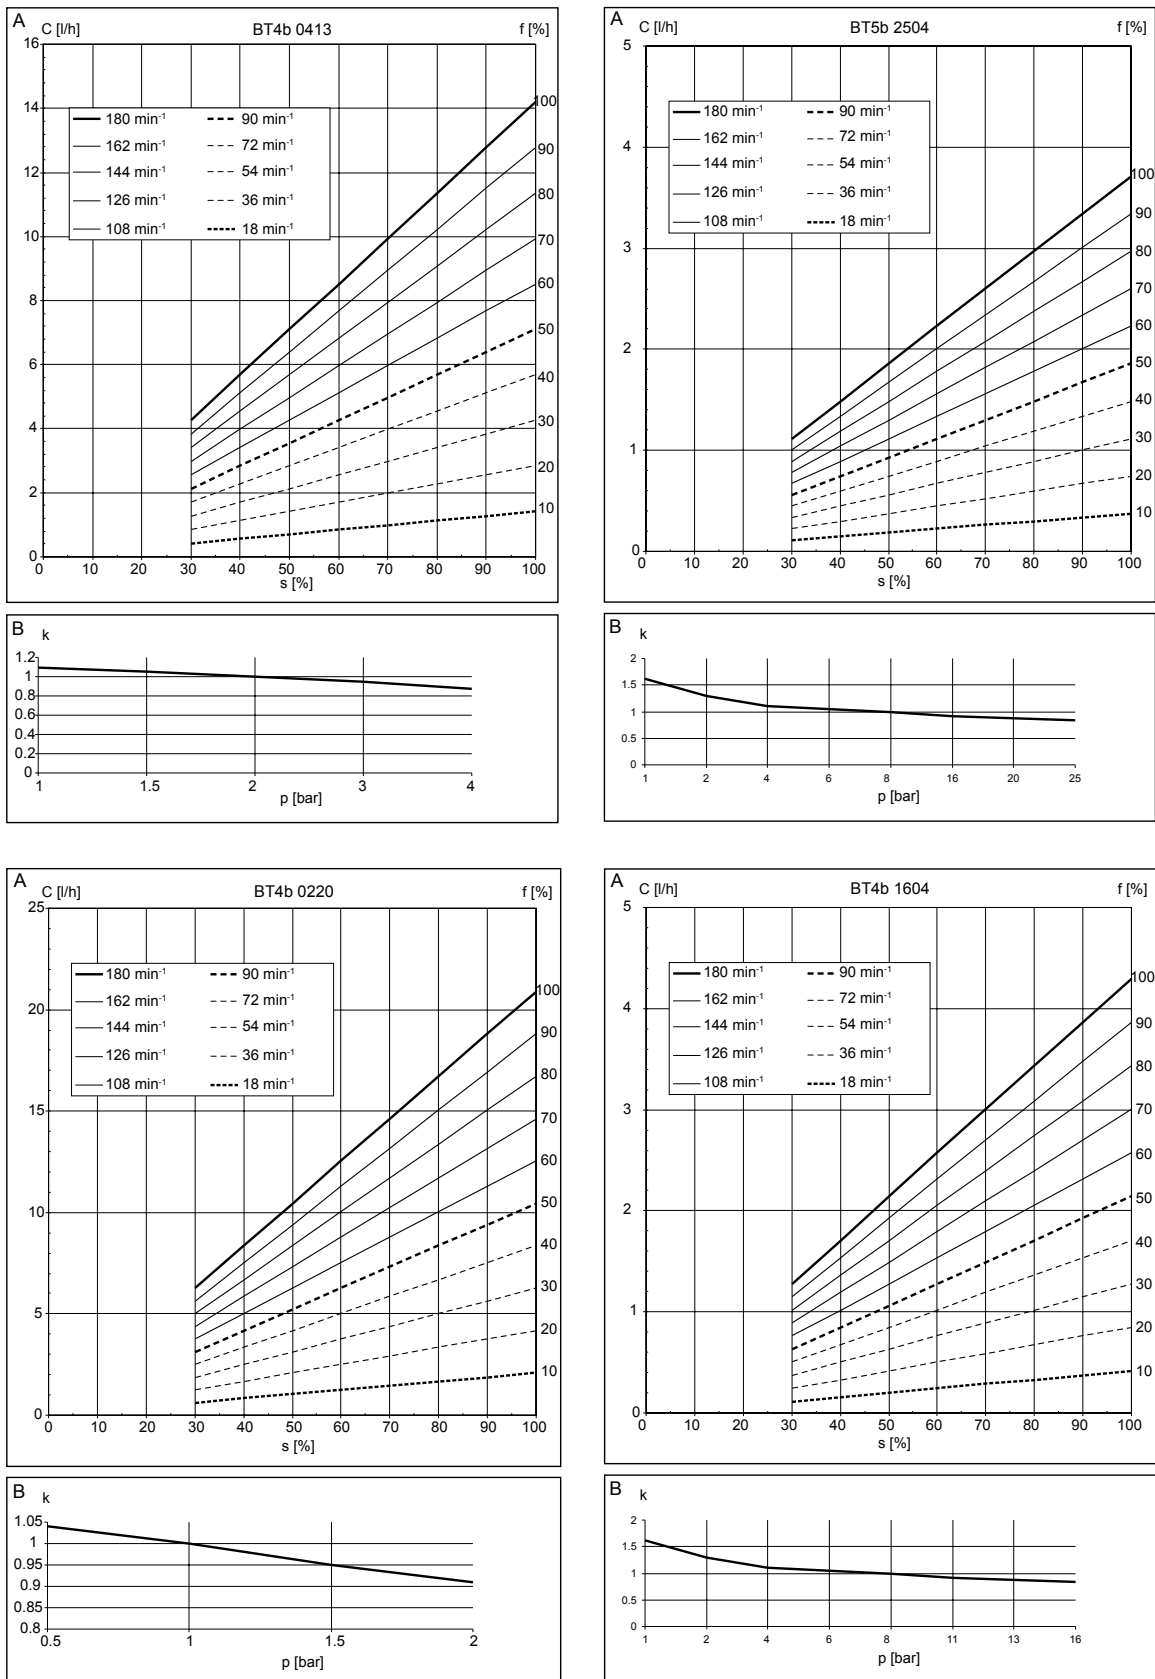 A
C [l/h] BT4b 0413 f [%]
16
14
12
10
8
6
4
2
0
180 min-1 90 min-1
162 min-1 72 min-1
144 min-1 54 min-1
126 min-1 36 min-1
108 min-1 18 min-1
100
90
80
70
60
50
40
30
20
10
0 10 20 30 40 50 60 70 80 90 100
s [%]
B
k
1.2
1
0.8
0.6
0.4
0.2
0
1 1.5 2 3 4
p [bar]
A
C [l/h] BT5b 2504 f [%]
5
4
3
2
1
0
180 min-1 90 min-1
162 min-1 72 min-1
144 min-1 54 min-1
126 min-1 36 min-1
108 min-1 18 min-1
100
90
80
70
60
50
40
30
20
10
0 10 20 30 40 50 60 70 80 90 100
s [%]
B
k
2
1.5
1
0.5
0
1 2 4 6 8 16 20 25
p [bar]
A
C [l/h] BT4b 0220 f [%]
25
20
15
10
5
0
180 min-1 90 min-1
162 min-1 72 min-1
144 min-1 54 min-1
126 min-1 36 min-1
108 min-1 18 min-1
100
90
80
70
60
50
40
30
20
10
0 10 20 30 40 50 60 70 80 90 100
s [%]
B
k
1.05
1
0.95
0.9
0.85
0.8
0.5 1 1.5 2
p [bar]
A
C [l/h] BT4b 1604 f [%]
5
4
3
2
1
0
180 min-1 90 min-1
162 min-1 72 min-1
144 min-1 54 min-1
126 min-1 36 min-1
108 min-1 18 min-1
100
90
80
70
60
50
40
30
20
10
0 10 20 30 40 50 60 70 80 90 100
s [%]
B
k
2
1.5
1
0.5
0
1 2 4 6 8 11 13 16
p [bar]